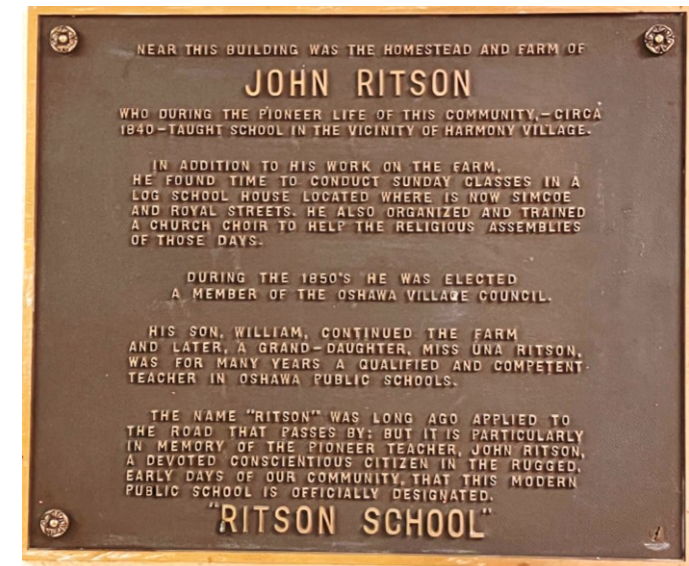 NEAR THIS BUILDING WAS THE HOMESTEAD AND FARM OF
JOHN RITSON
WHO DURING THE PIONEER LIFE OF THIS COMMUNITY,-CIRCA
1840-TAUGHT SCHOOL IN THE VICINITY OF HARMONY VILLAGE.
IN ADDITION TO HIS WORK ON THE FARM,
HE FOUND TIME TO CONDUCT SUNDAY CLASSES IN A
LOG SCHOOL HOUSE LOCATED WHERE IS NOW SIMCOE
AND ROYAL STREETS. HE ALSO ORGANIZED AND TRAINED
A CHURCH CHOIR TO HELP THE RELIGIOUS ASSEMBLIES
OF THOSE DAYS.
DURING THE 1850'S HE WAS ELECTED
A MEMBER OF THE OSHAWA VILLAGE COUNCIL.
HIS SON, WILLIAM, CONTINUED THE FARM
AND LATER, A GRAND-DAUGHTER, MISS UNA RITSON,
WAS FOR MANY YEARS A QUALIFIED AND COMPETENT
TEACHER IN OSHAWA PUBLIC SCHOOLS.
THE NAME "RITSON" WAS LONG AGO APPLIED TO
THE ROAD THAT PASSES BY; BUT IT IS PARTICULARLY
IN MEMORY OF THE PIONEER TEACHER, JOHN RITSON,
A DEVOTED CONSCIENTIOUS CITIZEN IN THE RUGGED,
EARLY DAYS OF OUR COMMUNITY, THAT THIS MODERN
PUBLIC SCHOOL IS OFFICIALLY DESIGNATED.
"RITSON SCHOOL"